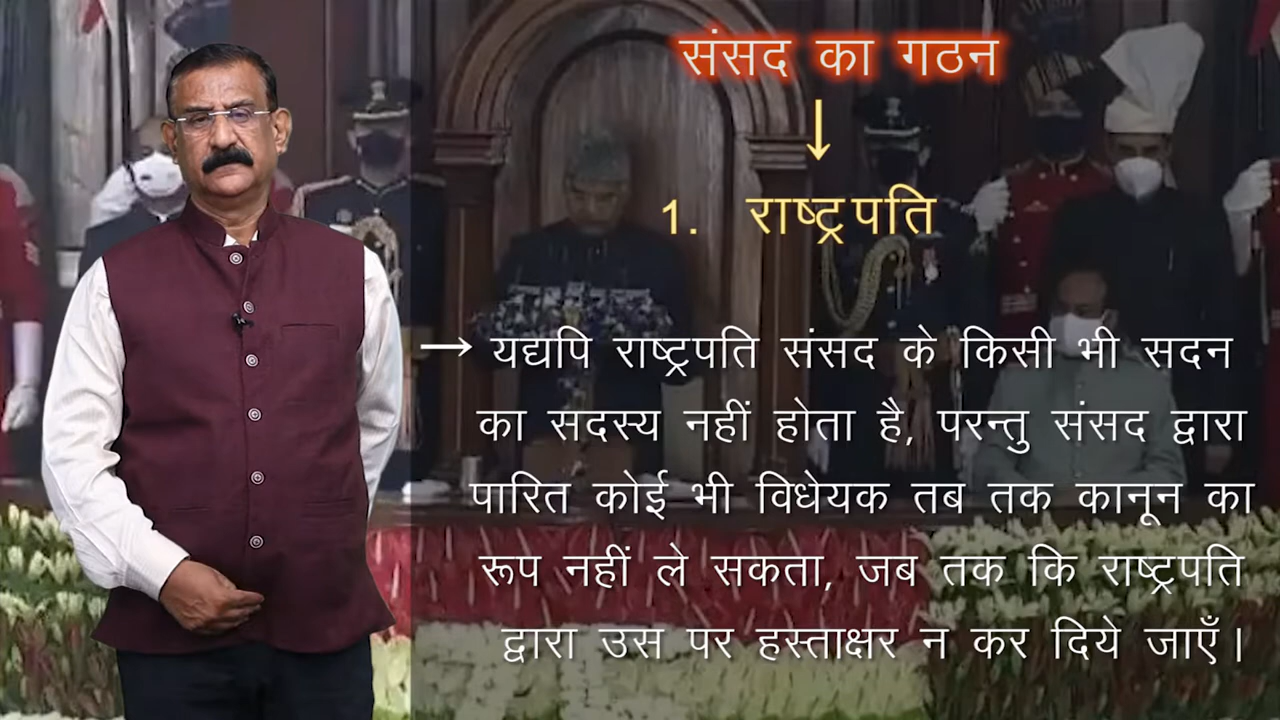 संसद का गठन
↓
1. राष्ट्रपति
→ यद्यपि राष्ट्रपति संसद के किसी भी सदन
का सदस्य नहीं होता है, परन्तु संसद द्वारा
पारित कोई भी विधेयक तब तक कानून का
रूप नहीं ले सकता, जब तक कि राष्ट्रपति
द्वारा उस पर हस्ताक्षर न कर दिये जाएँ।